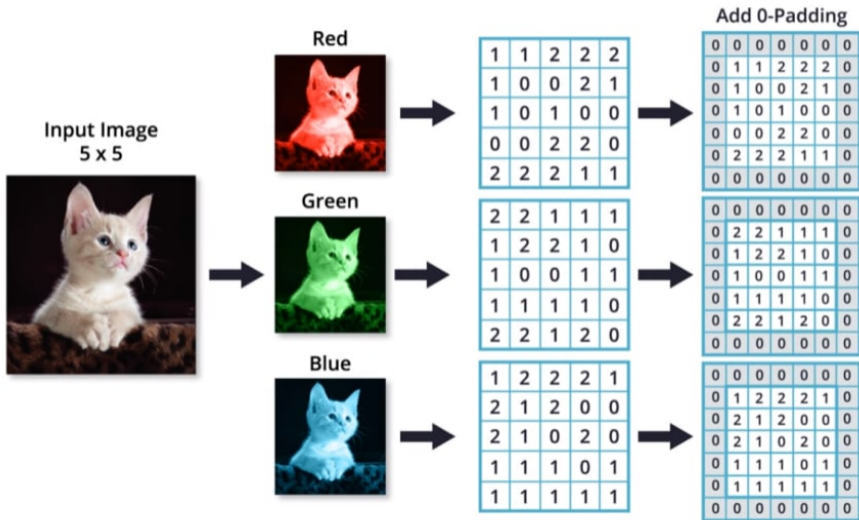 Add 0-Padding
Red
Input Image
5 x 5
Green
Blue
1 1 2 2 2
1 0 0 2 1
1 0 1 0 0
0 0 2 2 0
2 2 2 1 1
0 0 0 0 0 0 0
0 1 1 2 2 2 0
0 1 0 0 2 1 0
0 1 0 1 0 0 0
0 0 0 2 2 0 0
0 2 2 2 1 1 0
0 0 0 0 0 0 0
2 2 1 1 1
1 2 2 1 0
1 0 0 1 1
1 1 1 1 0
2 2 1 2 0
0 0 0 0 0 0 0
0 2 2 1 1 1 0
0 1 2 2 1 0 0
0 1 0 0 1 1 0
0 1 1 1 1 0 0
0 2 2 1 2 0 0
0 0 0 0 0 0 0
1 2 2 2 1
2 1 2 0 0
2 1 0 2 0
1 1 1 0 1
1 1 1 1 1
0 0 0 0 0 0 0
0 1 2 2 2 1 0
0 2 1 2 0 0 0
0 2 1 0 2 0 0
0 1 1 1 0 1 0
0 1 1 1 1 1 0
0 0 0 0 0 0 0